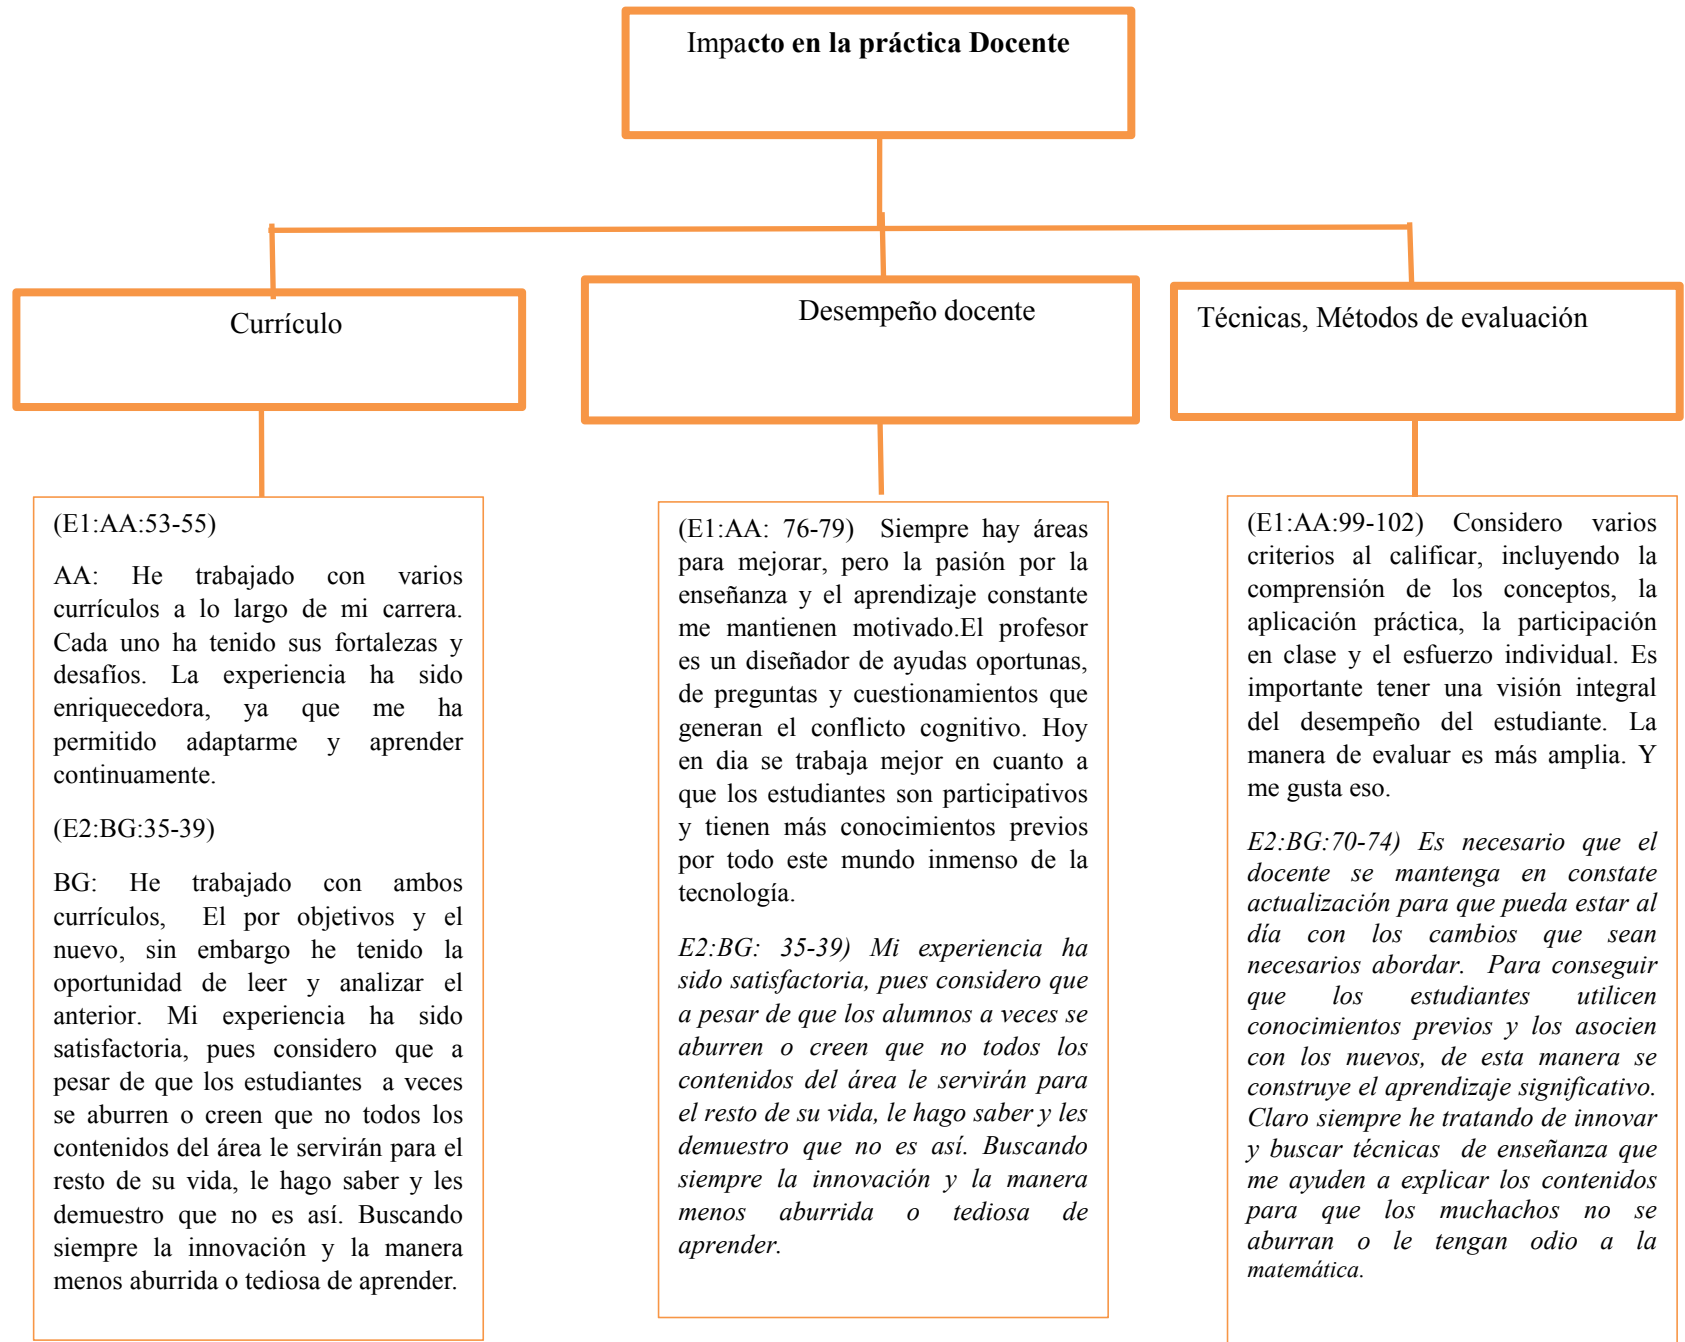 Impacto en la práctica Docente
Currículo
Desempeño docente
Técnicas, Métodos de evaluación
(E1:AA:53-55)
AA: He trabajado con varios
currículos a lo largo de mi carrera.
Cada uno ha tenido sus fortalezas y
desafíos. La experiencia ha sido
enriquecedora, ya que me ha
permitido adaptarme y aprender
continuamente.
(E2:BG:35-39)
BG: He trabajado con ambos
currículos, El por objetivos y el
nuevo, sin embargo he tenido la
oportunidad de leer y analizar el
anterior. Mi experiencia ha sido
satisfactoria, pues considero que a
pesar de que los estudiantes a veces
se aburren o creen que no todos los
contenidos del área le servirán para el
resto de su vida, le hago saber y les
demuestro que no es así. Buscando
siempre la innovación y la manera
menos aburrida o tediosa de aprender.
(E1:AA: 76-79) Siempre hay áreas
para mejorar, pero la pasión por la
enseñanza y el aprendizaje constante
me mantienen motivado.El profesor
es un diseñador de ayudas oportunas,
de preguntas y cuestionamientos que
generan el conflicto cognitivo. Hoy
en dia se trabaja mejor en cuanto a
que los estudiantes son participativos
y tienen más conocimientos previos
por todo este mundo inmenso de la
tecnología.
E2:BG: 35-39) Mi experiencia ha
sido satisfactoria, pues considero que
a pesar de que los alumnos a veces se
aburren o creen que no todos los
contenidos del área le servirán para
el resto de su vida, le hago saber y les
demuestro que no es así. Buscando
siempre la innovación y la manera
menos aburrida o tediosa de
aprender.
(E1:AA:99-102) Considero varios
criterios al calificar, incluyendo la
comprensión de los conceptos, la
aplicación práctica, la participación
en clase y el esfuerzo individual. Es
importante tener una visión integral
del desempeño del estudiante. La
manera de evaluar es más amplia. Y
me gusta eso.
E2:BG:70-74) Es necesario que el
docente se mantenga en constate
actualización para que pueda estar al
día con los cambios que sean
necesarios abordar. Para conseguir
que los estudiantes utilicen
conocimientos previos y los asocien
con los nuevos, de esta manera se
construye el aprendizaje significativo.
Claro siempre he tratando de innovar
y buscar técnicas de enseñanza que
me ayuden a explicar los contenidos
para que los muchachos no se
aburran o le tengan odio a la
matemática.